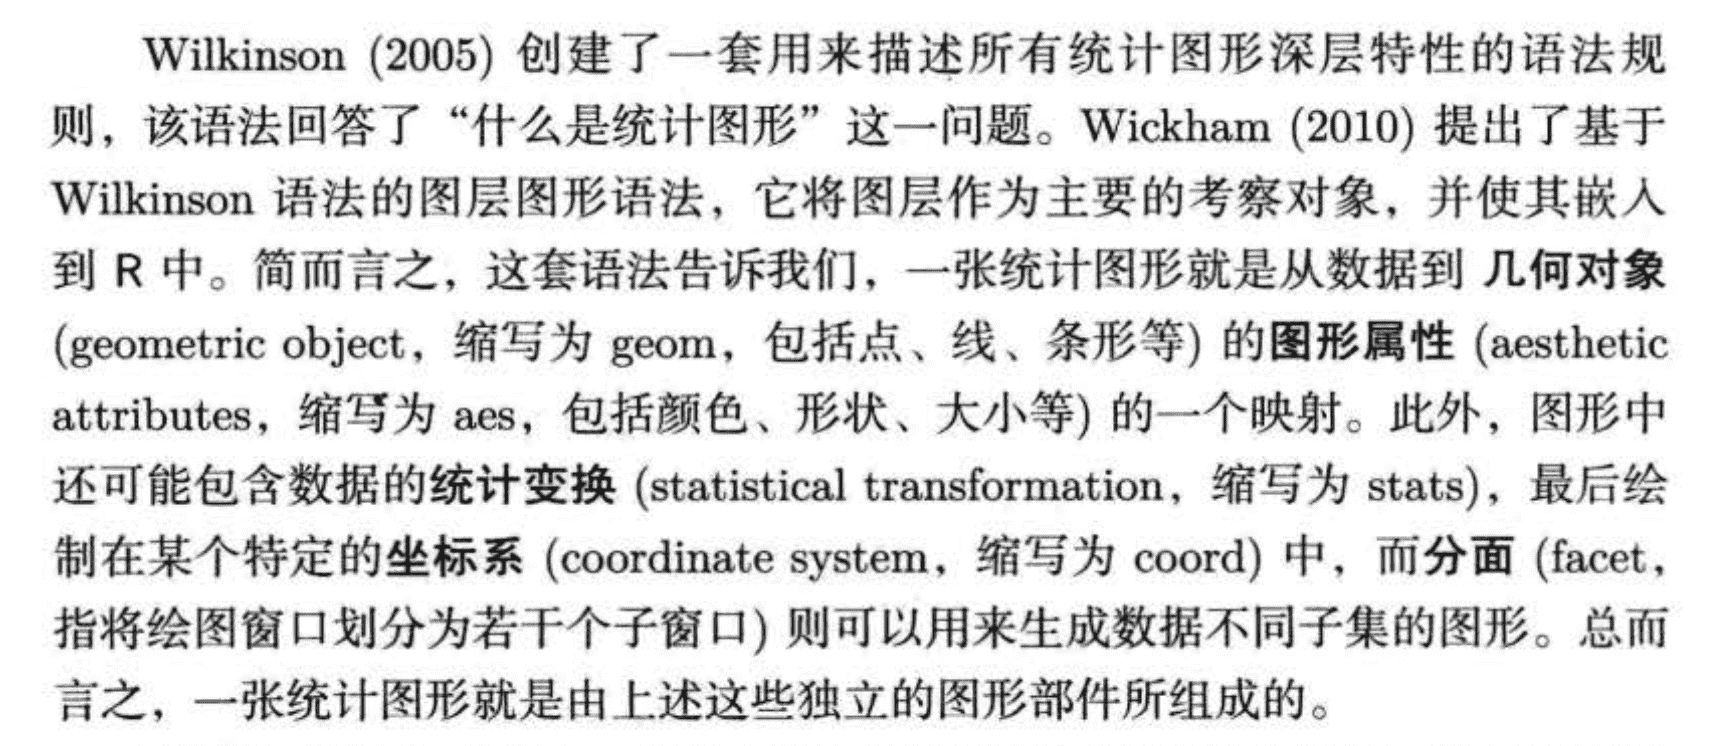 Wilkinson (2005) 创建了一套用来描述所有统计图形深层特性的语法规
则，该语法回答了“什么是统计图形”这一问题。Wickham (2010) 提出了基于
Wilkinson 语法的图层图形语法，它将图层作为主要的考察对象，并使其嵌入
到 R 中。简而言之，这套语法告诉我们，一张统计图形就是从数据到 几何对象
(geometric object，缩写为 geom，包括点、线、条形等) 的图形属性 (aesthetic
attributes，缩写为 aes，包括颜色、形状、大小等) 的一个映射。此外，图形中
还可能包含数据的统计变换 (statistical transformation，缩写为 stats)，最后绘
制在某个特定的坐标系 (coordinate system，缩写为 coord) 中，而分面 (facet，
指将绘图窗口划分为若干个子窗口) 则可以用来生成数据不同子集的图形。总而
言之，一张统计图形就是由上述这些独立的图形部件所组成的。